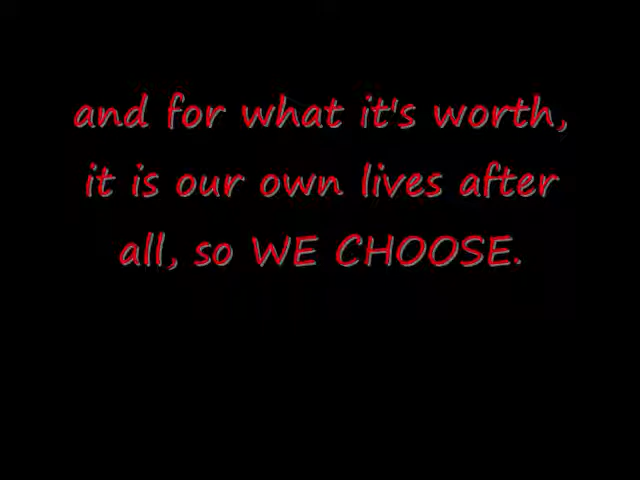 and for what it's worth,
it is our own lives after
all, so WE CHOOSE.